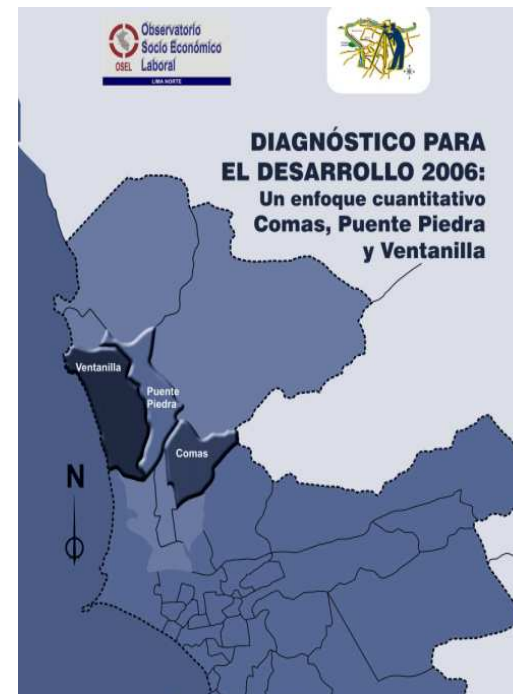 Observatorio
Socio Económico
OSEL Laboral
LIMA NORTE
DIAGNÓSTICO PARA
EL DESARROLLO 2006:
Un enfoque cuantitativo
Comas, Puente Piedra
y Ventanilla
Ventanilla
Puente
Piedra
Comas
N